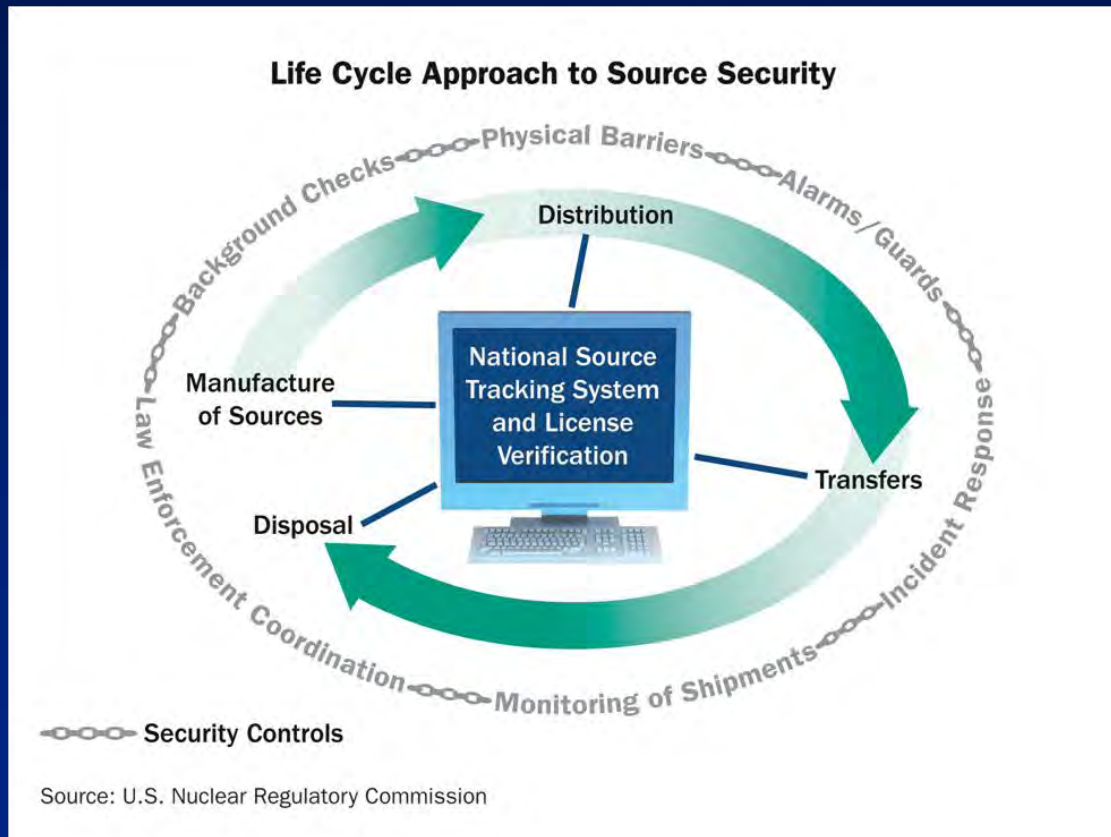 Life Cycle Approach to Source Security
Background Checks
Physical Barriers
Alarms/Guards
Incident Response
Monitoring of Shipments
Law Enforcement Coordination
Distribution
Manufacture
of Sources
National Source
Tracking System
and License
Verification
Transfers
Disposal
Security Controls
Source: U.S. Nuclear Regulatory Commission